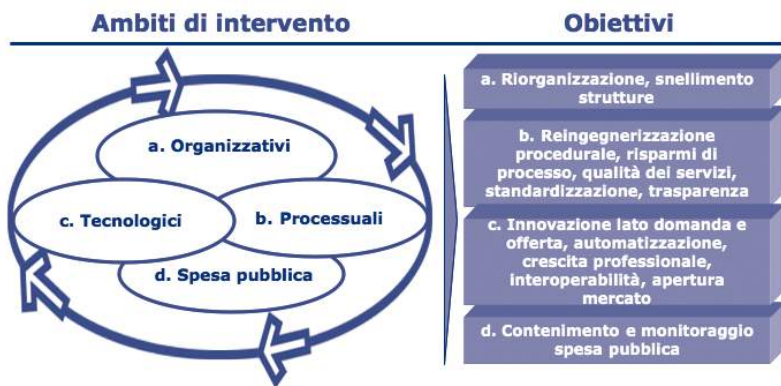 Ambiti di intervento
a. Organizzativi
c. Tecnologici
b. Processuali
d. Spesa pubblica
Obiettivi
a. Riorganizzazione, snellimento
strutture
b. Reingegnerizzazione
procedurale, risparmi di
processo, qualità dei servizi,
standardizzazione, trasparenza
c. Innovazione lato domanda e
offerta, automatizzazione,
crescita professionale,
interoperabilità, apertura
mercato
d. Contenimento e monitoraggio
spesa pubblica